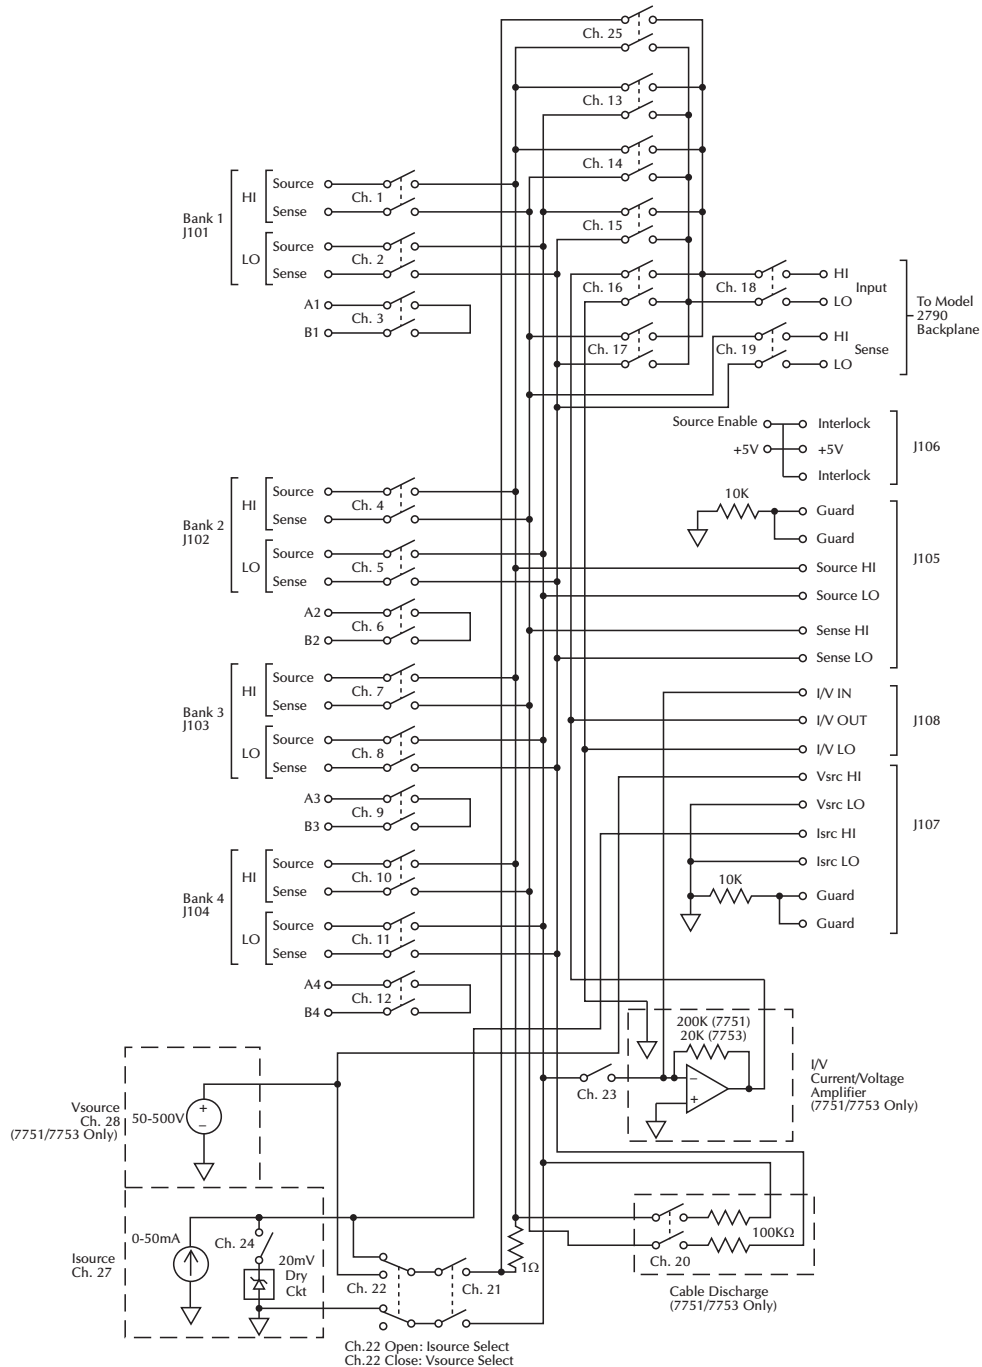 Ch. 25
Ch. 13
Ch. 14
Ch. 15
Ch. 16
Ch. 17
Ch. 18
Ch. 19
HI
Input
LO
HI
Sense
LO
To Model
2790
Backplane
Bank 1
J101
HI
Source
Sense
Ch. 1
LO
Source
Sense
Ch. 2
A1
B1
Ch. 3
Source Enable
+5V
Interlock
+5V
Interlock
J106
Bank 2
J102
HI
Source
Sense
Ch. 4
LO
Source
Sense
Ch. 5
A2
B2
Ch. 6
10K
Guard
Guard
Source HI
Source LO
Sense HI
Sense LO
J105
Bank 3
J103
HI
Source
Sense
Ch. 7
LO
Source
Sense
Ch. 8
A3
B3
Ch. 9
I/V IN
I/V OUT
I/V LO
J108
Vsrc HI
Vsrc LO
Isrc HI
Isrc LO
10K
Guard
Guard
J107
Bank 4
J104
HI
Source
Sense
Ch. 10
LO
Source
Sense
Ch. 11
A4
B4
Ch. 12
200K (7751)
20K (7753)
−
+
Ch. 23
I/V
Current/Voltage
Amplifier
(7751/7753 Only)
Vsource
Ch. 28
(7751/7753 Only)
50-500V
+
−
Isource
Ch. 27
0-50mA
Ch. 24
20mV
Dry
Ckt
Ch. 22
Ch. 21
1Ω
100KΩ
Ch. 20
Cable Discharge
(7751/7753 Only)
Ch.22 Open: Isource Select
Ch.22 Close: Vsource Select